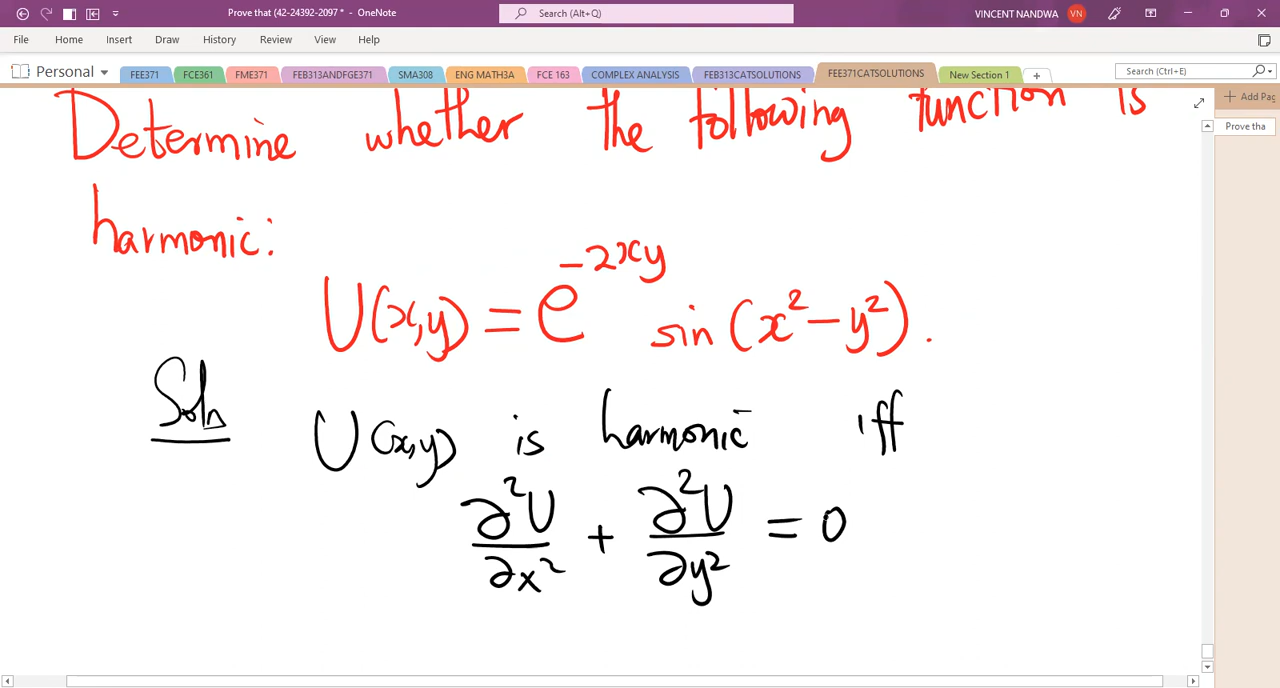 Prove that (42-24392-2097 * - OneNote
Search (Alt+Q)
VINCENT NANDWA
VN
File Home Insert Draw History Review View Help
Personal
FEE371 FCE361 FME371 FEB313ANDFGE371 SMA308 ENG MATH3A FCE 163 COMPLEX ANALYSIS FEB313CATSOLUTIONS FEE371CATSOLUTIONS New Section 1 +
Search (Ctrl+E)
+ Add Pag
Prove tha
Determine whether the following function is
harmonic:
U(x,y) = e^{-2xy} sin (x² - y²).
Soln
U(x,y) is harmonic iff
∂²U/∂x² + ∂²U/∂y² = 0